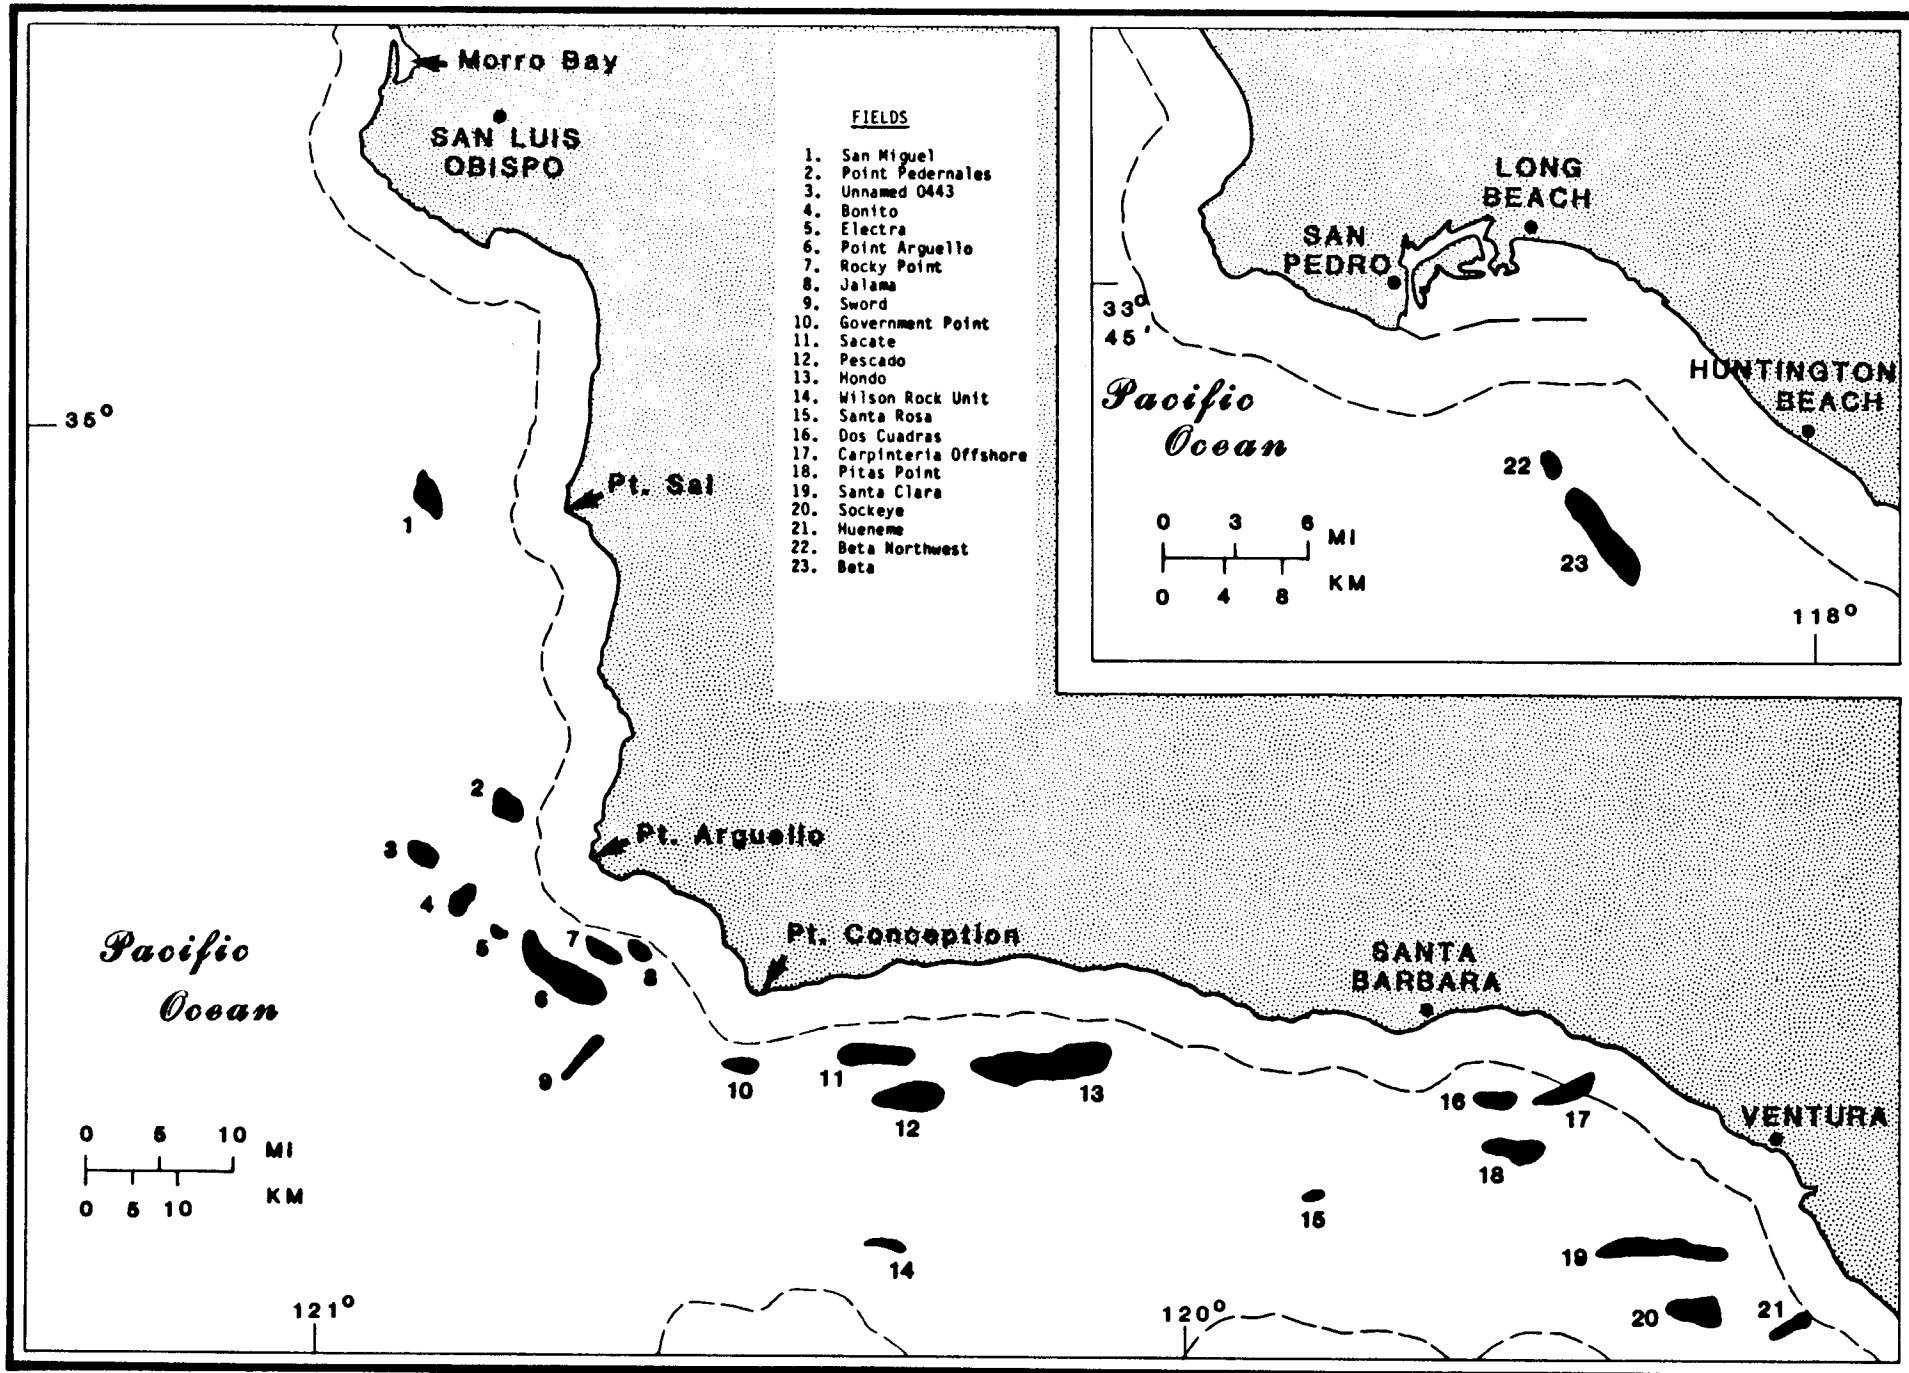 Morro Bay
SAN LUIS
OBISPO
FIELDS
1. San Miguel
2. Point Pedernales
3. Unnamed 0443
4. Bonito
5. Electra
6. Point Arguello
7. Rocky Point
8. Jalama
9. Sword
10. Government Point
11. Sacate
12. Pescado
13. Hondo
14. Wilson Rock Unit
15. Santa Rosa
16. Dos Cuadras
17. Carpinteria Offshore
18. Pitas Point
19. Santa Clara
20. Sockeye
21. Hueneme
22. Beta Northwest
23. Beta
LONG
BEACH
SAN
PEDRO
33°
45'
HUNTINGTON
BEACH
Pacific
Ocean
22
23
0 3 6 MI
0 4 8 KM
118°
35°
Pt. Sal
1
2
Pt. Arguello
3
4
5
6
7
8
Pt. Conception
SANTA
BARBARA
Pacific
Ocean
9
10
11
12
13
16
17
VENTURA
18
0 5 10 MI
0 5 10 KM
15
14
19
20
21
121°
120°